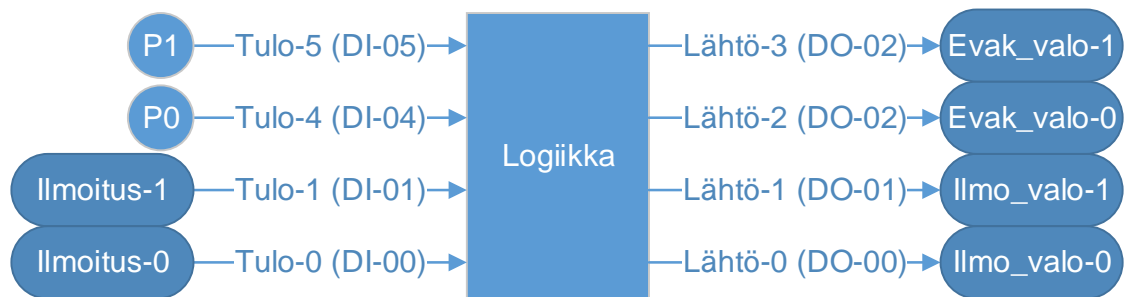 P1 Tulo-5 (DI-05) Lähtö-3 (DO-02) Evak_valo-1
P0 Tulo-4 (DI-04) Lähtö-2 (DO-02) Evak_valo-0
Logiikka
Ilmoitus-1 Tulo-1 (DI-01) Lähtö-1 (DO-01) Ilmo_valo-1
Ilmoitus-0 Tulo-0 (DI-00) Lähtö-0 (DO-00) Ilmo_valo-0